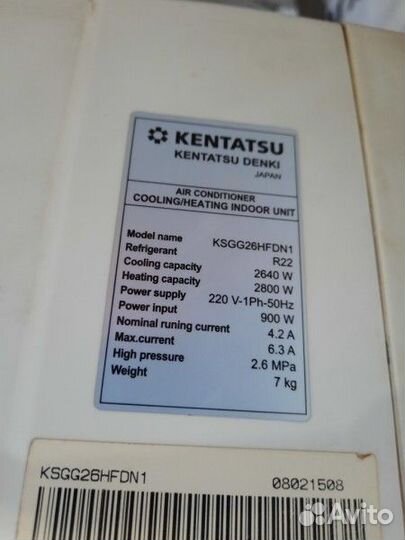 KENTATSU
KENTATSU DENKI
JAPAN
AIR CONDITIONER
COOLING/HEATING INDOOR UNIT
Model name KSGG26HFDN1
Refrigerant R22
Cooling capacity 2640 W
Heating capacity 2800 W
Power supply 220 V-1Ph-50Hz
Power input 900 W
Nominal runing current 4.2 A
Max.current 6.3 A
High pressure 2.6 MPa
Weight 7 kg
KSGG26HFDN1 08021508
Avito